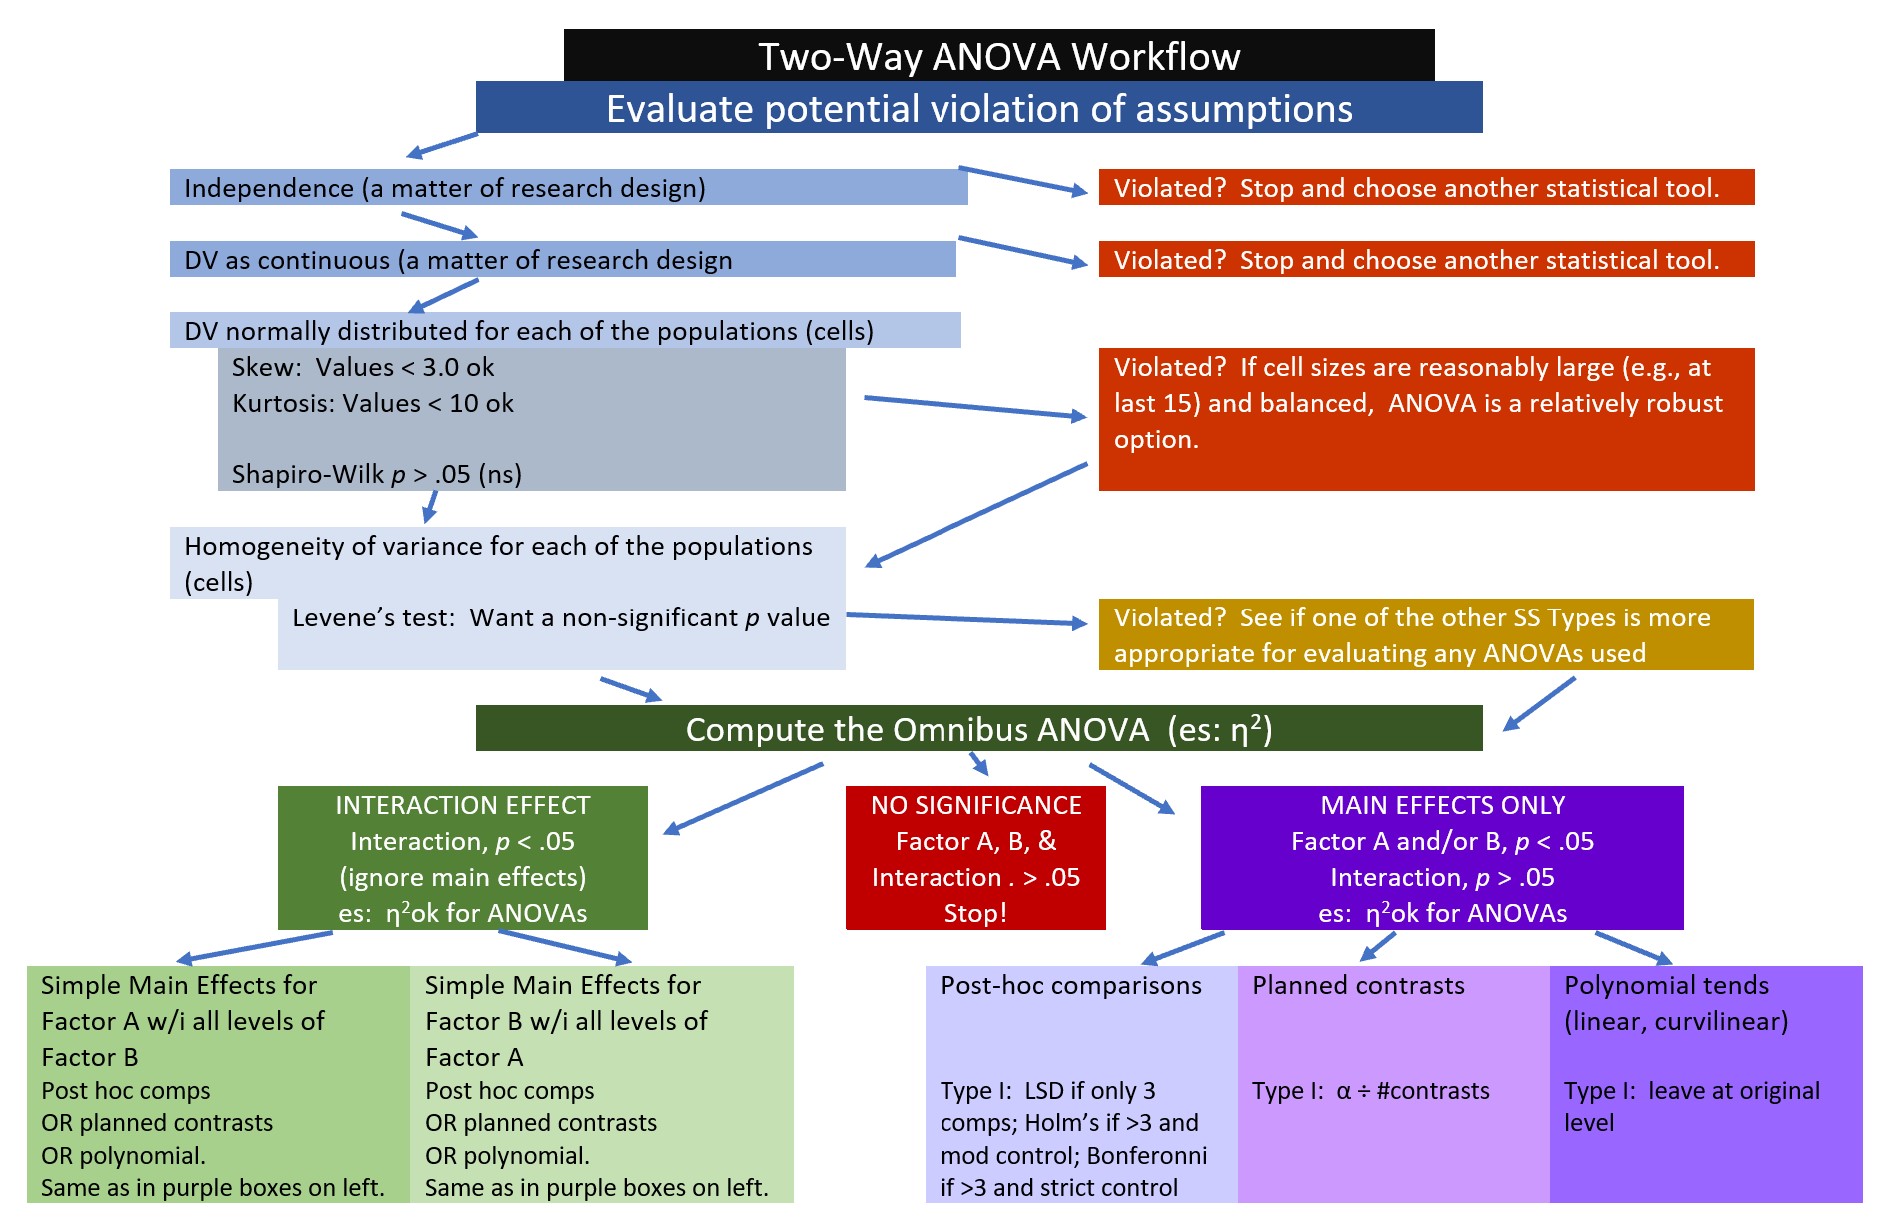 Two-Way ANOVA Workflow
Evaluate potential violation of assumptions
Independence (a matter of research design)
Violated?  Stop and choose another statistical tool.
DV as continuous (a matter of research design
Violated?  Stop and choose another statistical tool.
DV normally distributed for each of the populations (cells)
Skew:  Values < 3.0 ok
Kurtosis: Values < 10 ok
Shapiro-Wilk p > .05 (ns)
Violated?  If cell sizes are reasonably large (e.g., at
last 15) and balanced,  ANOVA is a relatively robust
option.
Homogeneity of variance for each of the populations
(cells)
Levene’s test:  Want a non-significant p value
Violated?  See if one of the other SS Types is more
appropriate for evaluating any ANOVAs used
Compute the Omnibus ANOVA  (es: η²)
INTERACTION EFFECT
Interaction, p < .05
(ignore main effects)
es:  η²ok for ANOVAs
NO SIGNIFICANCE
Factor A, B, &
Interaction . > .05
Stop!
MAIN EFFECTS ONLY
Factor A and/or B, p < .05
Interaction, p > .05
es:  η²ok for ANOVAs
Simple Main Effects for
Factor A w/i all levels of
Factor B
Post hoc comps
OR planned contrasts
OR polynomial.
Same as in purple boxes on left.
Simple Main Effects for
Factor B w/i all levels of
Factor A
Post hoc comps
OR planned contrasts
OR polynomial.
Same as in purple boxes on left.
Post-hoc comparisons
Type I:  LSD if only 3
comps; Holm’s if >3 and
mod control; Bonferonni
if >3 and strict control
Planned contrasts
Type I:  α ÷ #contrasts
Polynomial tends
(linear, curvilinear)
Type I:  leave at original
level